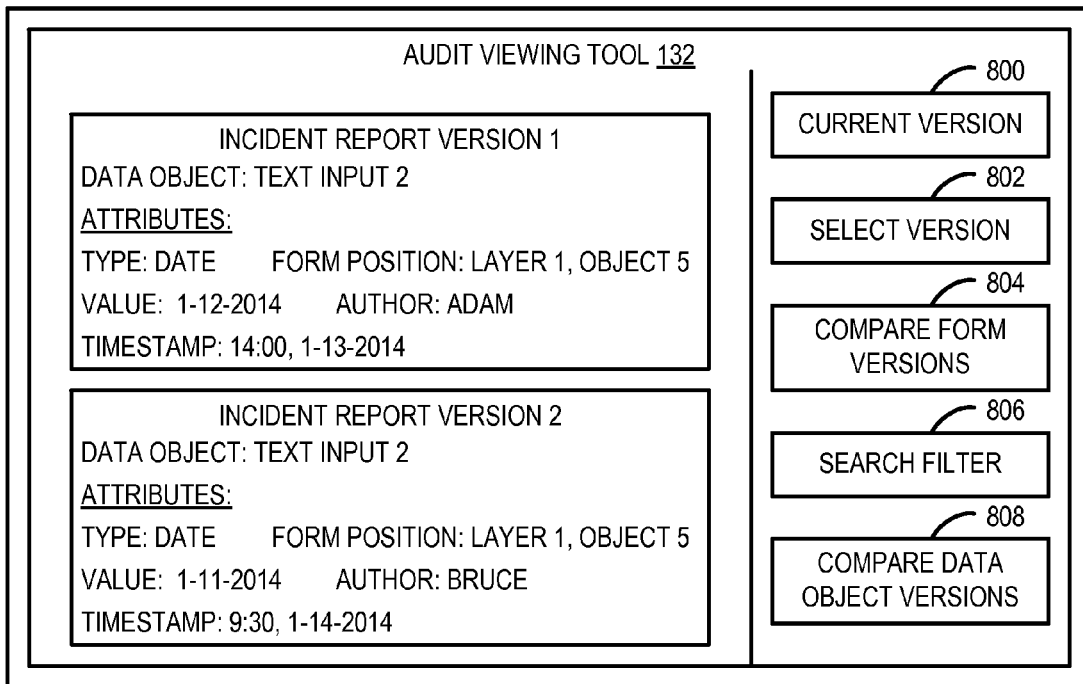 AUDIT VIEWING TOOL 132
INCIDENT REPORT VERSION 1
DATA OBJECT: TEXT INPUT 2
ATTRIBUTES:
TYPE: DATE FORM POSITION: LAYER 1, OBJECT 5
VALUE: 1-12-2014 AUTHOR: ADAM
TIMESTAMP: 14:00, 1-13-2014
INCIDENT REPORT VERSION 2
DATA OBJECT: TEXT INPUT 2
ATTRIBUTES:
TYPE: DATE FORM POSITION: LAYER 1, OBJECT 5
VALUE: 1-11-2014 AUTHOR: BRUCE
TIMESTAMP: 9:30, 1-14-2014
800
CURRENT VERSION
802
SELECT VERSION
804
COMPARE FORM
VERSIONS
806
SEARCH FILTER
808
COMPARE DATA
OBJECT VERSIONS